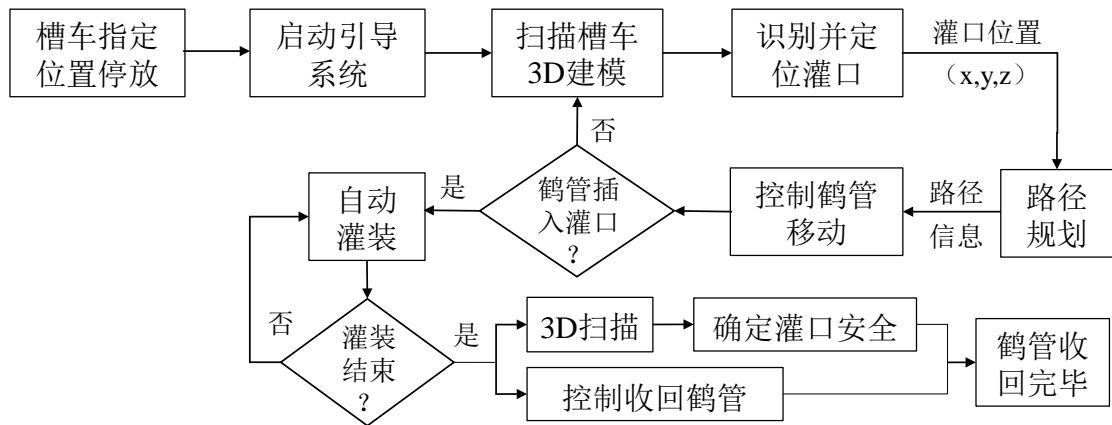 槽车指定
位置停放
启动引导
系统
扫描槽车
3D建模
识别并定
位灌口
灌口位置
（x,y,z）
否
是
自动
灌装
鹤管插
入灌口
？
控制鹤管
移动
路径
信息
路径
规划
否
灌装
结束
？
是
3D扫描
确定灌口安全
控制收回鹤管
鹤管收
回完毕